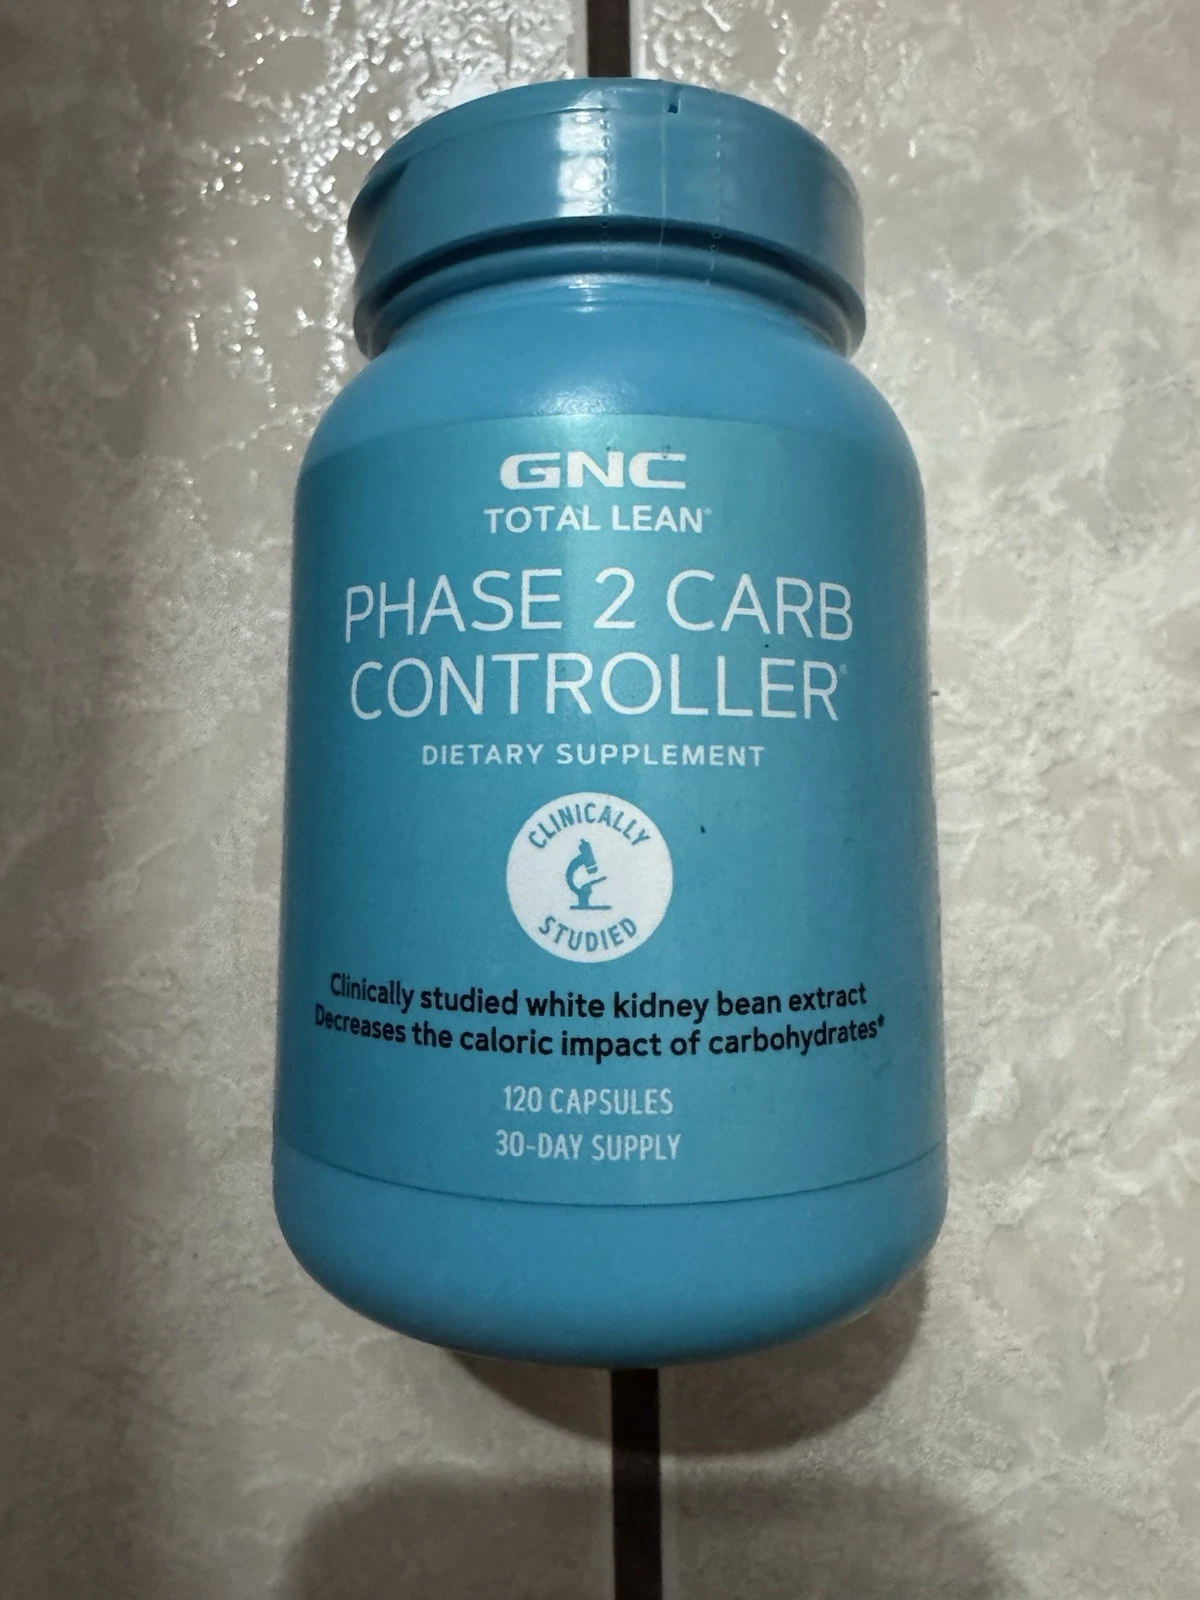 GNC
TOTAL LEAN®
PHASE 2 CARB
CONTROLLER®
DIETARY SUPPLEMENT
CLINICALLY
STUDIED
Clinically studied white kidney bean extract
Decreases the caloric impact of carbohydrates*
120 CAPSULES
30-DAY SUPPLY